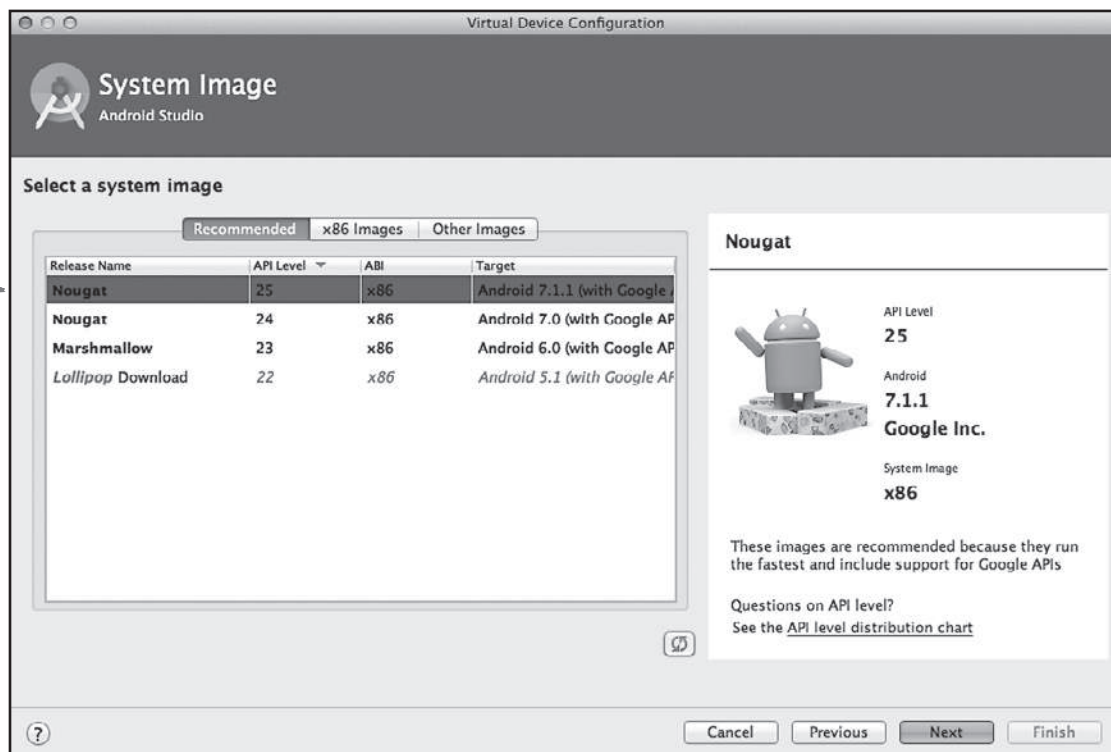 Virtual Device Configuration
System Image
Android Studio
Select a system image
Recommended x86 Images Other Images
Release Name API Level ABI Target
Nougat 25 x86 Android 7.1.1 (with Google
Nougat 24 x86 Android 7.0 (with Google AP
Marshmallow 23 x86 Android 6.0 (with Google AP
Lollipop Download 22 x86 Android 5.1 (with Google AP
Nougat
API Level
25
Android
7.1.1
Google Inc.
System Image
x86
These images are recommended because they run
the fastest and include support for Google APIs
Questions on API level?
See the API level distribution chart
? Cancel Previous Next Finish